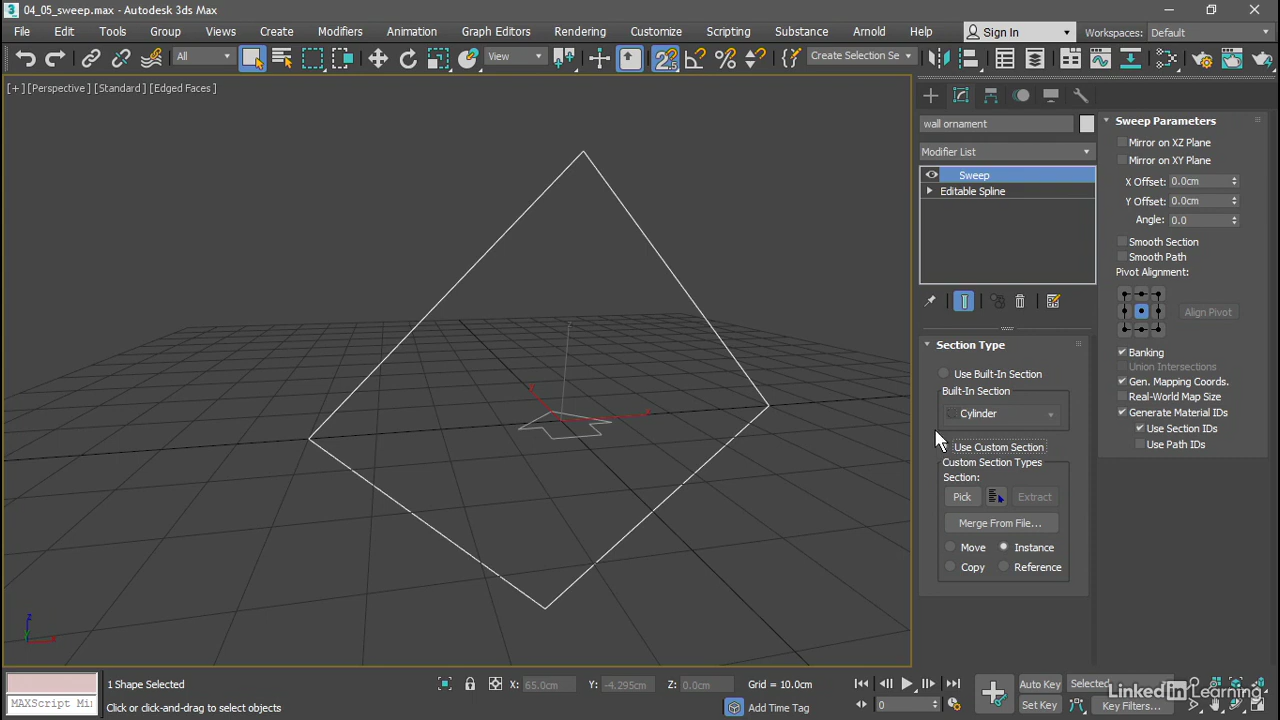 04_05_sweep.max - Autodesk 3ds Max
File Edit Tools Group Views Create Modifiers Animation Graph Editors Rendering Customize Scripting Substance Arnold Help Sign In Workspaces: Default
All View Create Selection Se
[+] [Perspective] [Standard] [Edged Faces]
wall ornament
Modifier List
Sweep
Editable Spline
Section Type
Use Built-In Section
Built-In Section
Cylinder
Use Custom Section
Custom Section Types
Section:
Pick Extract
Merge From File...
Move Instance
Copy Reference
Sweep Parameters
Mirror on XZ Plane
Mirror on XY Plane
X Offset: 0.0cm
Y Offset: 0.0cm
Angle: 0.0
Smooth Section
Smooth Path
Pivot Alignment:
Align Pivot
Banking
Union Intersections
Gen. Mapping Coords.
Real-World Map Size
Generate Material IDs
Use Section IDs
Use Path IDs
z
x
1 Shape Selected X: 65.0cm Y: -4.295cm Z: 0.0cm Grid = 10.0cm Auto Key Selected
MAXScript Mi Click or click-and-drag to select objects Add Time Tag 0 Set Key Key Filters...
LinkedIn Learning